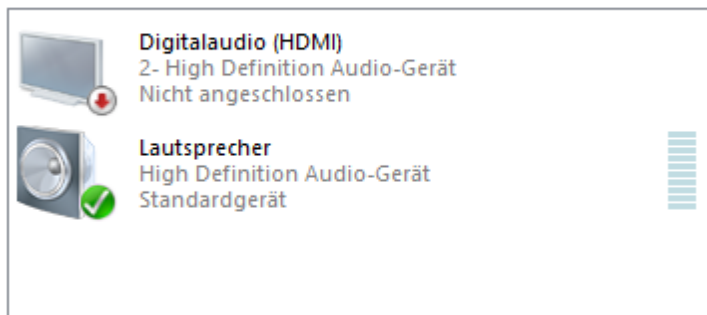 Digitalaudio (HDMI)
2- High Definition Audio-Gerät
Nicht angeschlossen
Lautsprecher
High Definition Audio-Gerät
Standardgerät